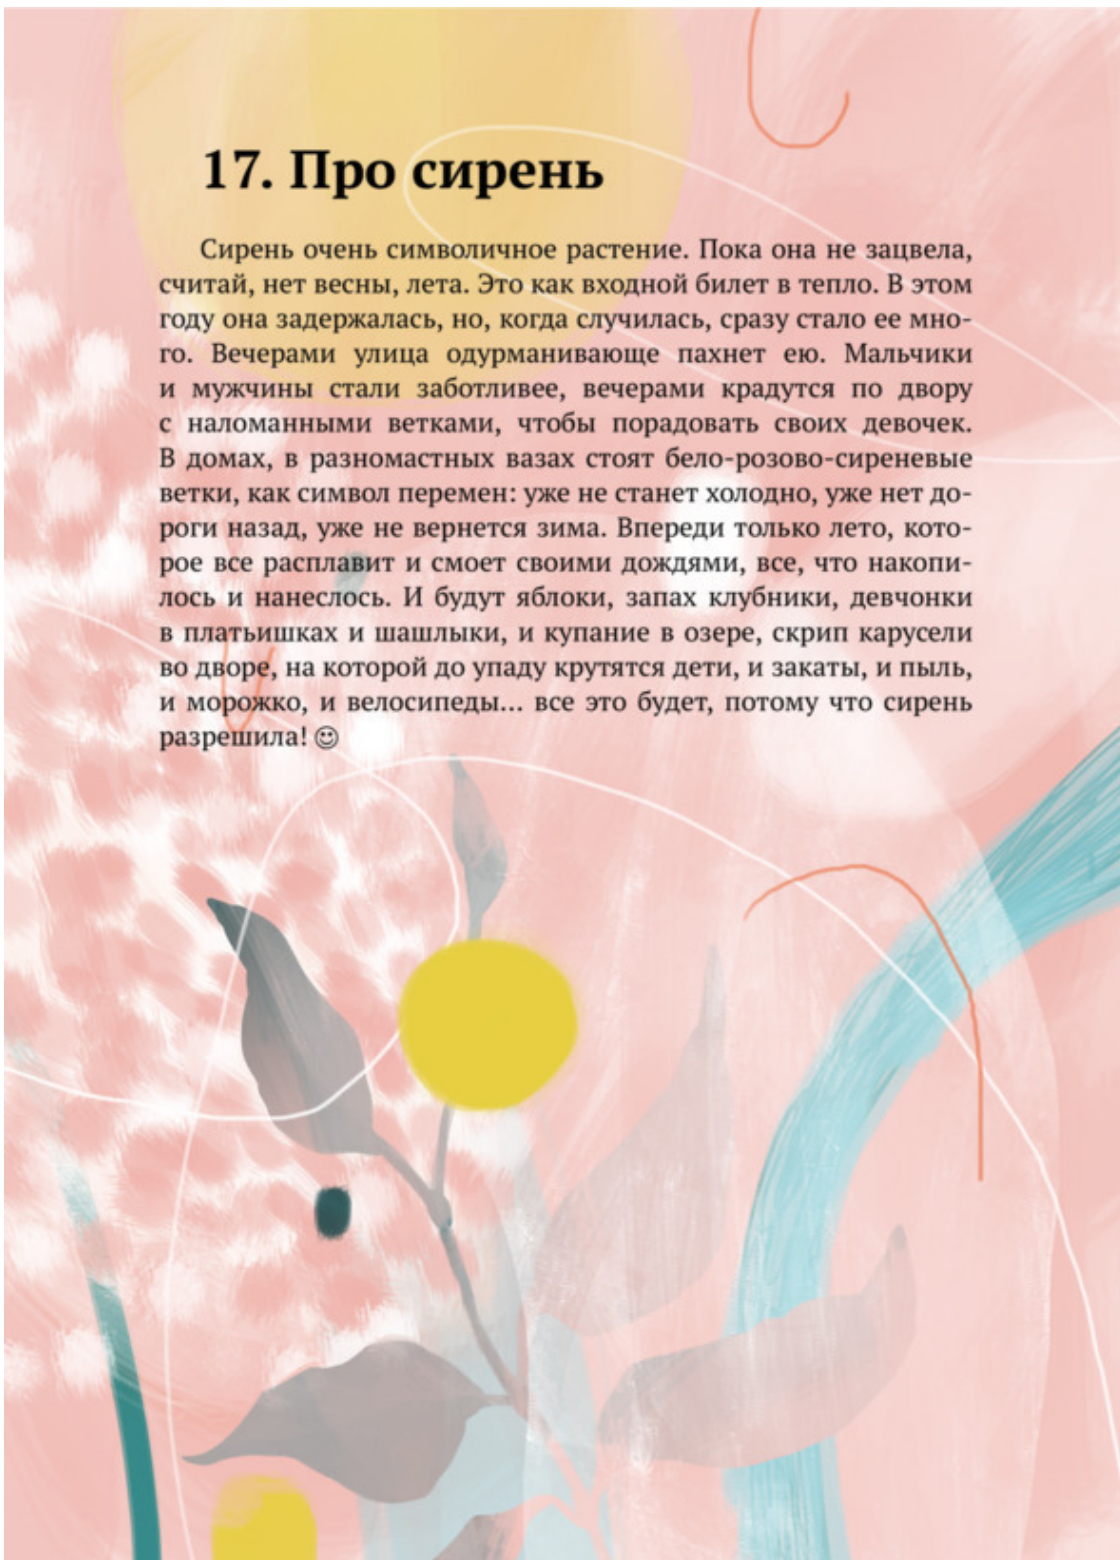 17. Про сирень
Сирень очень символичное растение. Пока она не зацвела,
считай, нет весны, лета. Это как входной билет в тепло. В этом
году она задержалась, но, когда случилась, сразу стало ее мно-
го. Вечерами улица одурманивающе пахнет ею. Мальчики
и мужчины стали заботливее, вечерами крадутся по двору
с наломанными ветками, чтобы порадовать своих девочек.
В домах, в разномастных вазах стоят бело-розово-сиреневые
ветки, как символ перемен: уже не станет холодно, уже нет до-
роги назад, уже не вернется зима. Впереди только лето, кото-
рое все расплавит и смоет своими дождями, все, что накопи-
лось и нанеслось. И будут яблоки, запах клубники, девчонки
в платьишках и шашлыки, и купание в озере, скрип карусели
во дворе, на которой до упаду крутятся дети, и закаты, и пыль,
и морожко, и велосипеды... все это будет, потому что сирень
разрешила! ☺